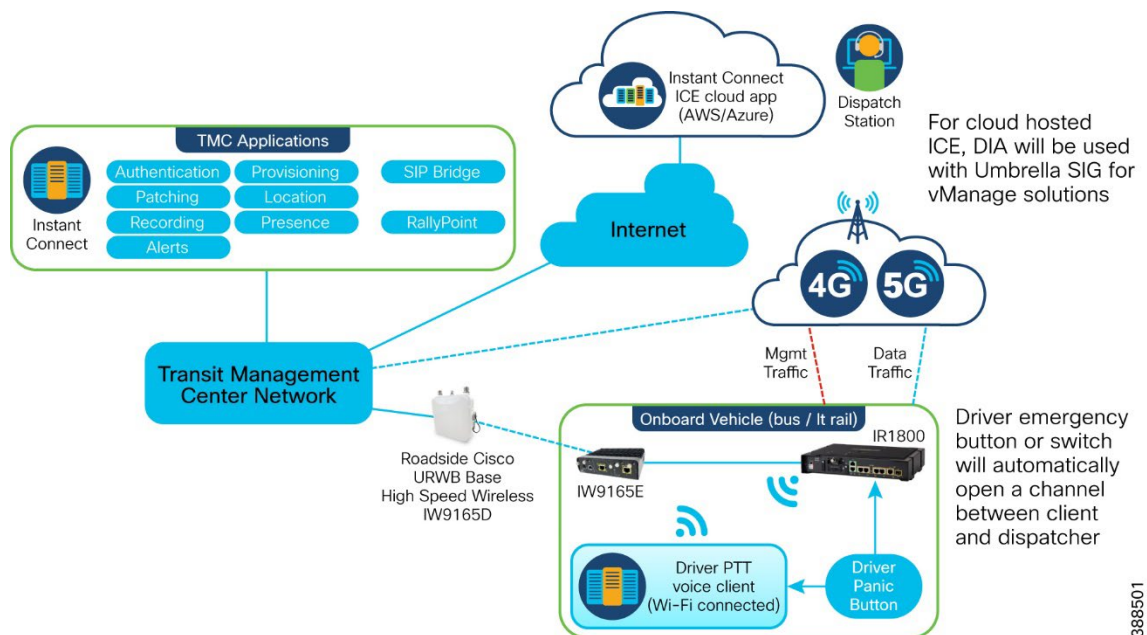 Instant Connect
ICE cloud app
(AWS/Azure)
Dispatch
Station
For cloud hosted
ICE, DIA will be used
with Umbrella SIG for
vManage solutions
TMC Applications
Instant
Connect
Authentication
Provisioning
SIP Bridge
Patching
Location
Recording
Presence
RallyPoint
Alerts
Internet
4G
5G
Mgmt
Traffic
Data
Traffic
Transit Management
Center Network
Roadside Cisco
URWB Base
High Speed Wireless
IW9165D
Onboard Vehicle (bus / lt rail)
IR1800
IW9165E
Driver PTT
voice client
(Wi-Fi connected)
Driver
Panic
Button
Driver emergency
button or switch
will automatically
open a channel
between client
and dispatcher
388501